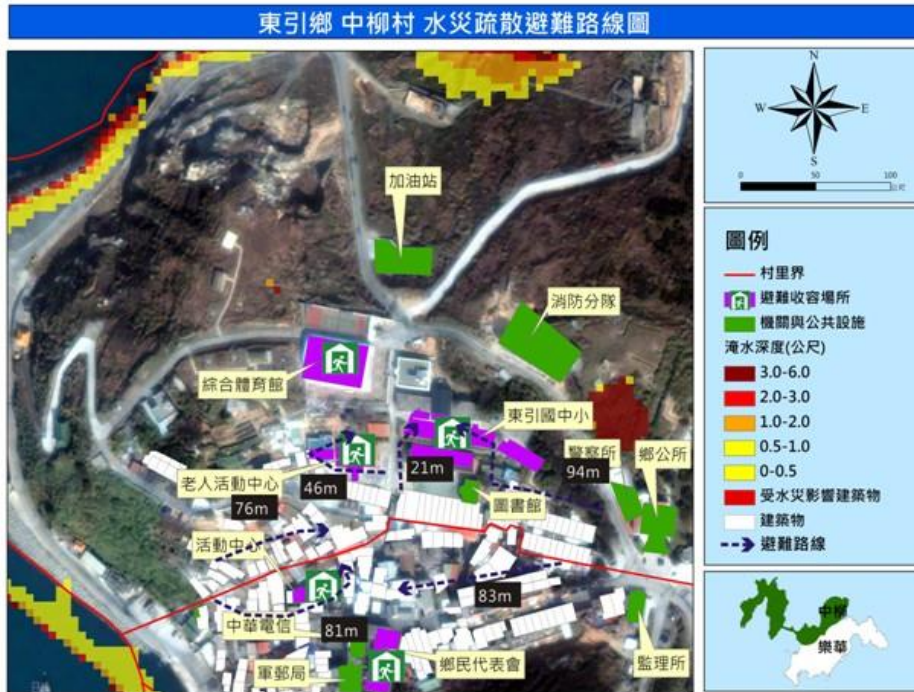 東引鄉 中柳村 水災疏散避難路線圖
N
W
E
S
0
50
100
公尺
加油站
消防分隊
綜合體育館
東引國中小
警察所
鄉公所
94m
21m
老人活動中心
46m
76m
圖書館
活動中心
83m
中華電信
81m
軍郵局
鄉民代表會
監理所
圖例
村里界
避難收容場所
機關與公共設施
淹水深度(公尺)
3.0-6.0
2.0-3.0
1.0-2.0
0.5-1.0
0-0.5
受水災影響建築物
建築物
避難路線
中柳
樂華